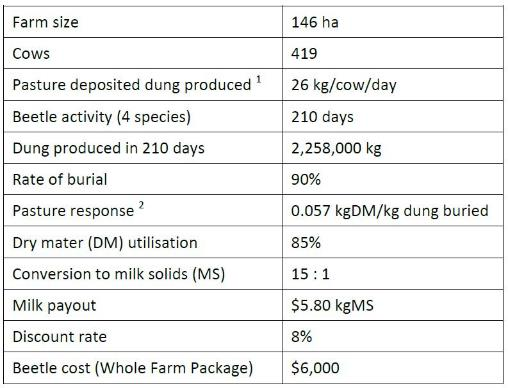 Farm size 146 ha
Cows 419
Pasture deposited dung produced 1 26 kg/cow/day
Beetle activity (4 species) 210 days
Dung produced in 210 days 2,258,000 kg
Rate of burial 90%
Pasture response 2 0.057 kgDM/kg dung buried
Dry mater (DM) utilisation 85%
Conversion to milk solids (MS) 15 : 1
Milk payout $5.80 kgMS
Discount rate 8%
Beetle cost (Whole Farm Package) $6,000